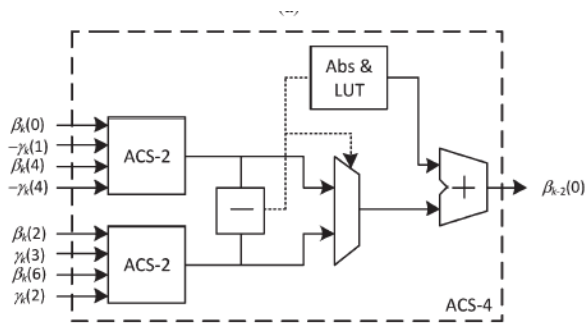 Abs &
LUT
βₖ(0)
-γₖ(1)
βₖ(4)
-γₖ(4)
ACS-2
βₖ(2)
γₖ(3)
βₖ(6)
γₖ(2)
ACS-2
—
+
βₖ₋₂(0)
ACS-4